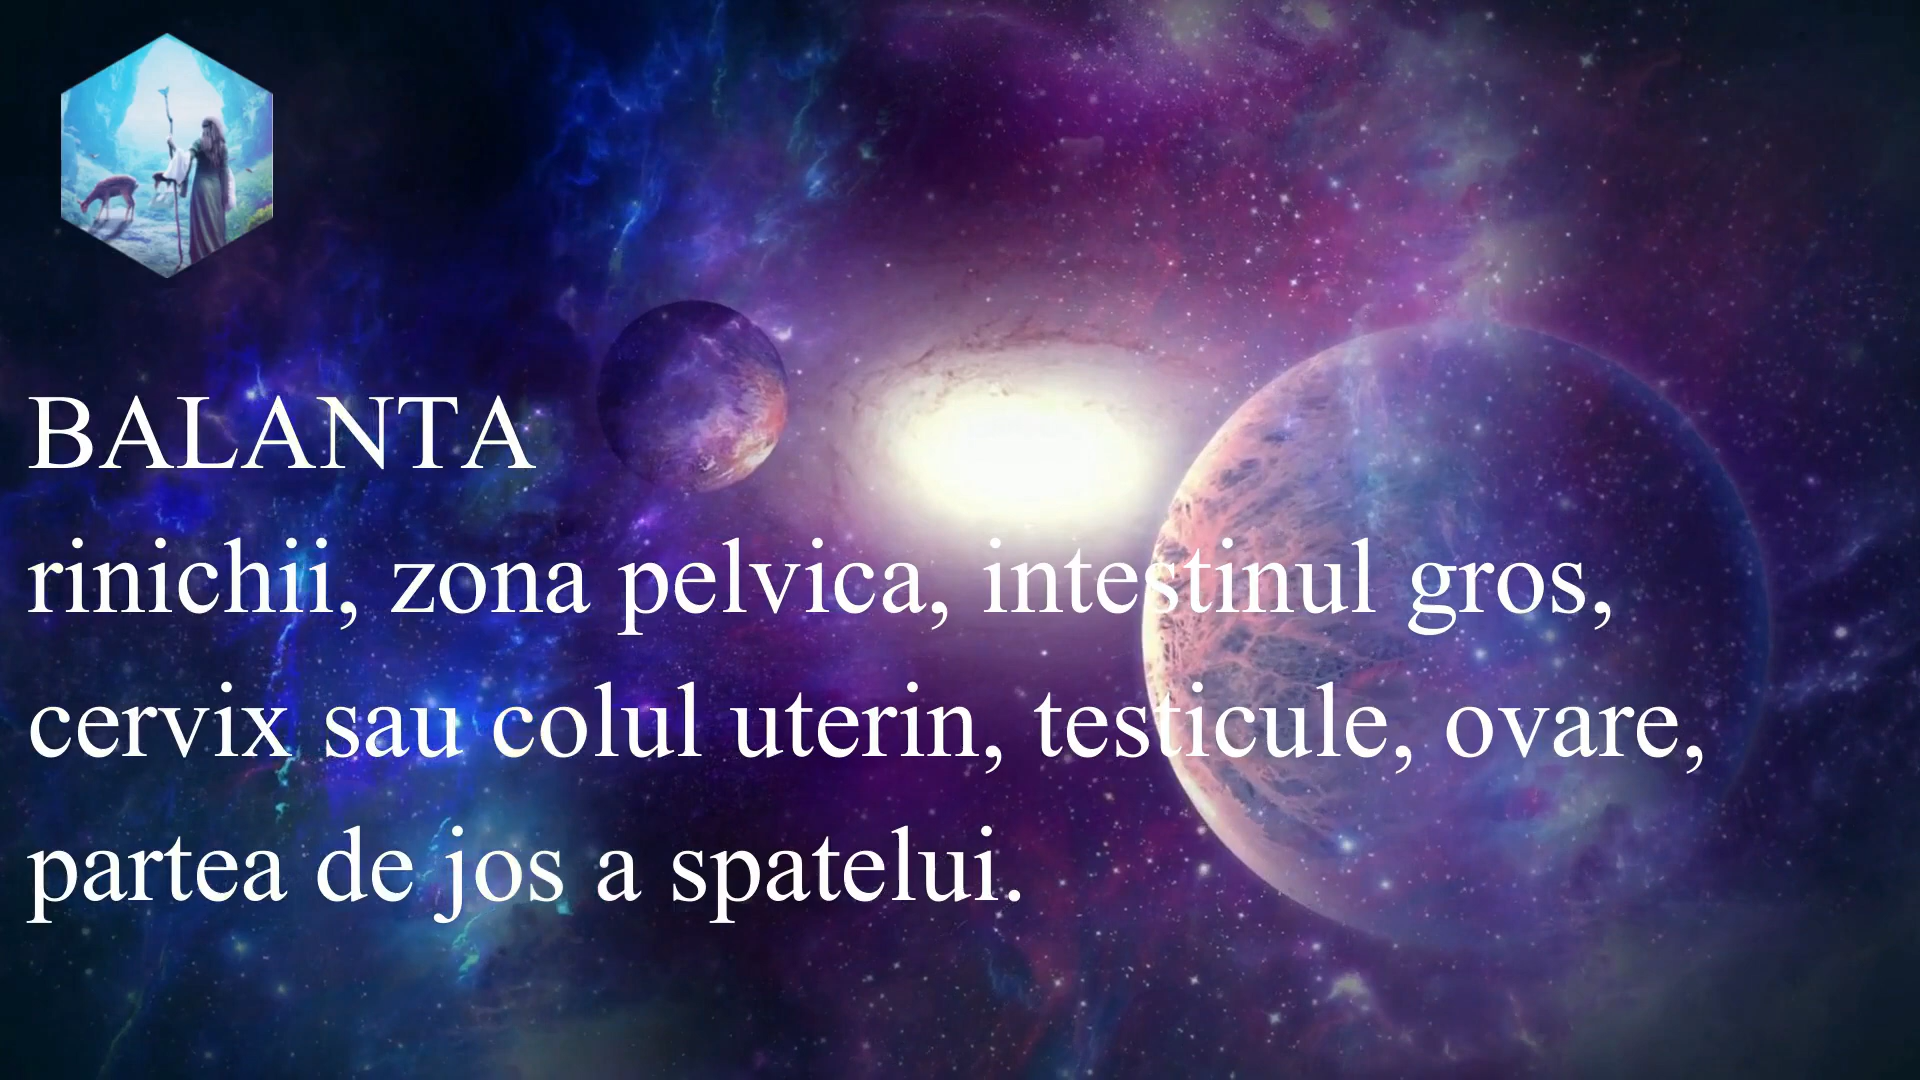 BALANTA
rinichii, zona pelvica, intestinul gros,
cervix sau colul uterin, testicule, ovare,
partea de jos a spatelui.